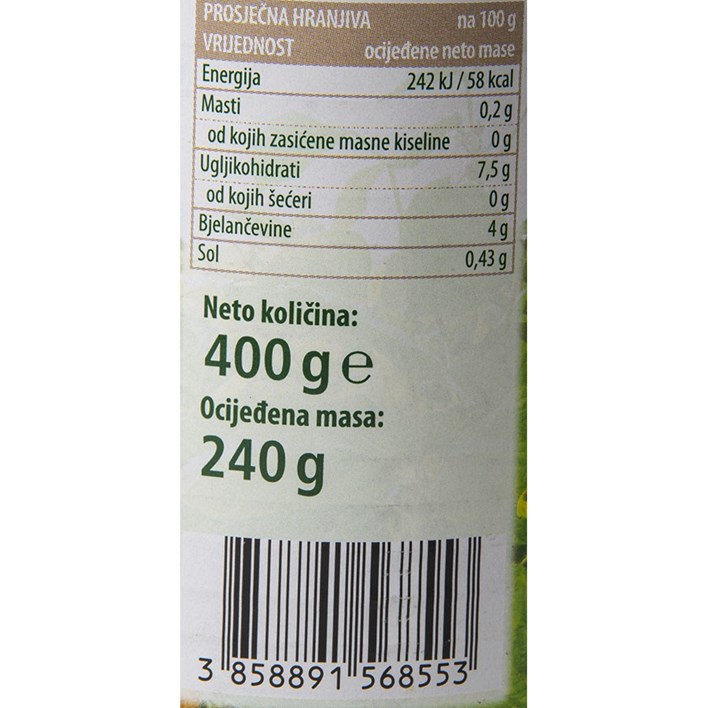 PROSJEČNA HRANJIVA na 100 g
VRIJEDNOST ocijeđene neto mase
Energija 242 kJ / 58 kcal
Masti 0,2 g
od kojih zasićene masne kiseline 0 g
Ugljikohidrati 7,5 g
od kojih šećeri 0 g
Bjelančevine 4 g
Sol 0,43 g
Neto količina:
400 g ℮
Ocijeđena masa:
240 g
3 858891 568553